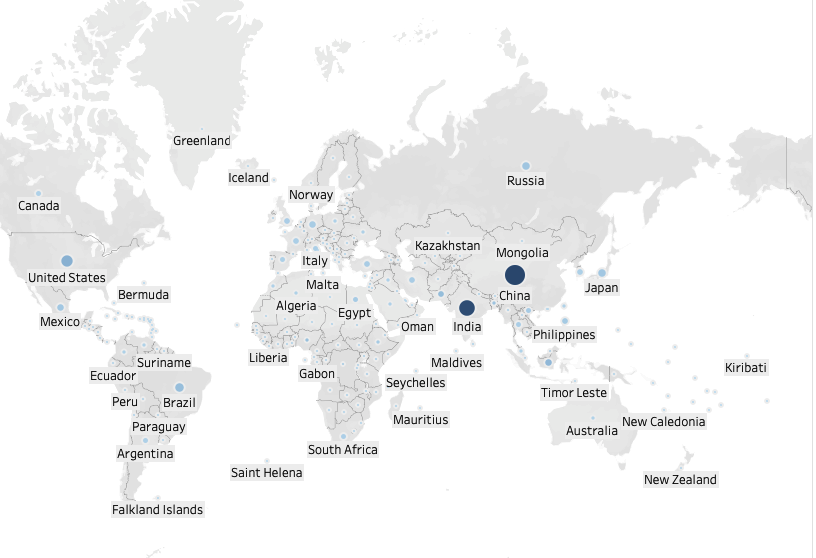 Greenland
Iceland
Russia
Norway
Canada
Kazakhstan
Mongolia
Italy
United States
Malta
Japan
Bermuda
China
Algeria
Egypt
Mexico
Oman
India
Philippines
Liberia
Suriname
Maldives
Kiribati
Ecuador
Gabon
Seychelles
Timor Leste
Peru
Brazil
Mauritius
New Caledonia
Paraguay
Australia
Argentina
South Africa
Saint Helena
New Zealand
Falkland Islands